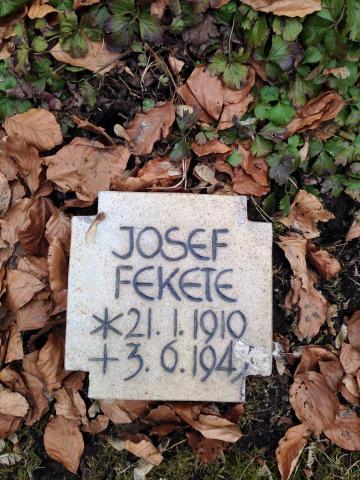 JOSEF
FEKETE
* 21.1.1910
+ 3.6.194